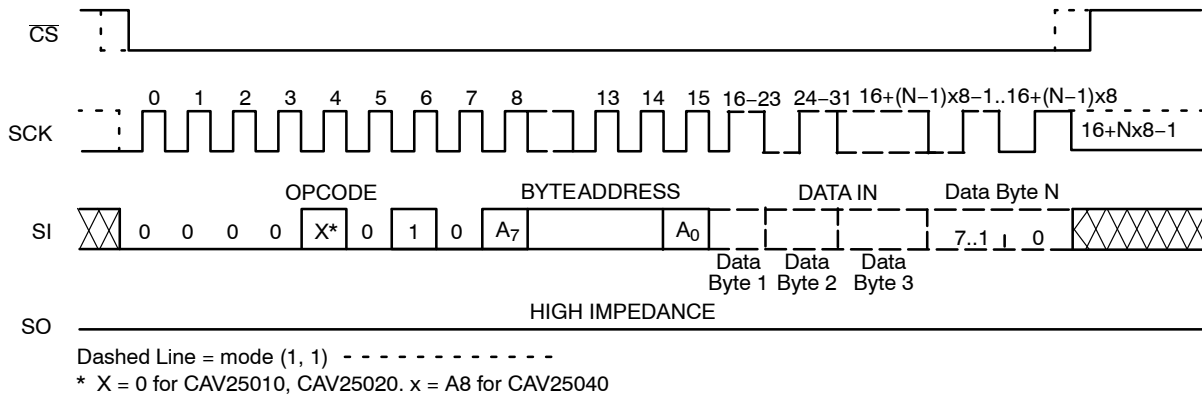 CS
0 1 2 3 4 5 6 7 8 13 14 15 16−23 24−31 16+(N−1)x8−1..16+(N−1)x8
SCK
16+Nx8−1
OPCODE BYTEADDRESS DATA IN Data Byte N
SI 0 0 0 0 X* 0 1 0 A7 A0 7..1 0
Data Byte 1 Data Byte 2 Data Byte 3
HIGH IMPEDANCE
SO
Dashed Line = mode (1, 1)
* X = 0 for CAV25010, CAV25020. x = A8 for CAV25040